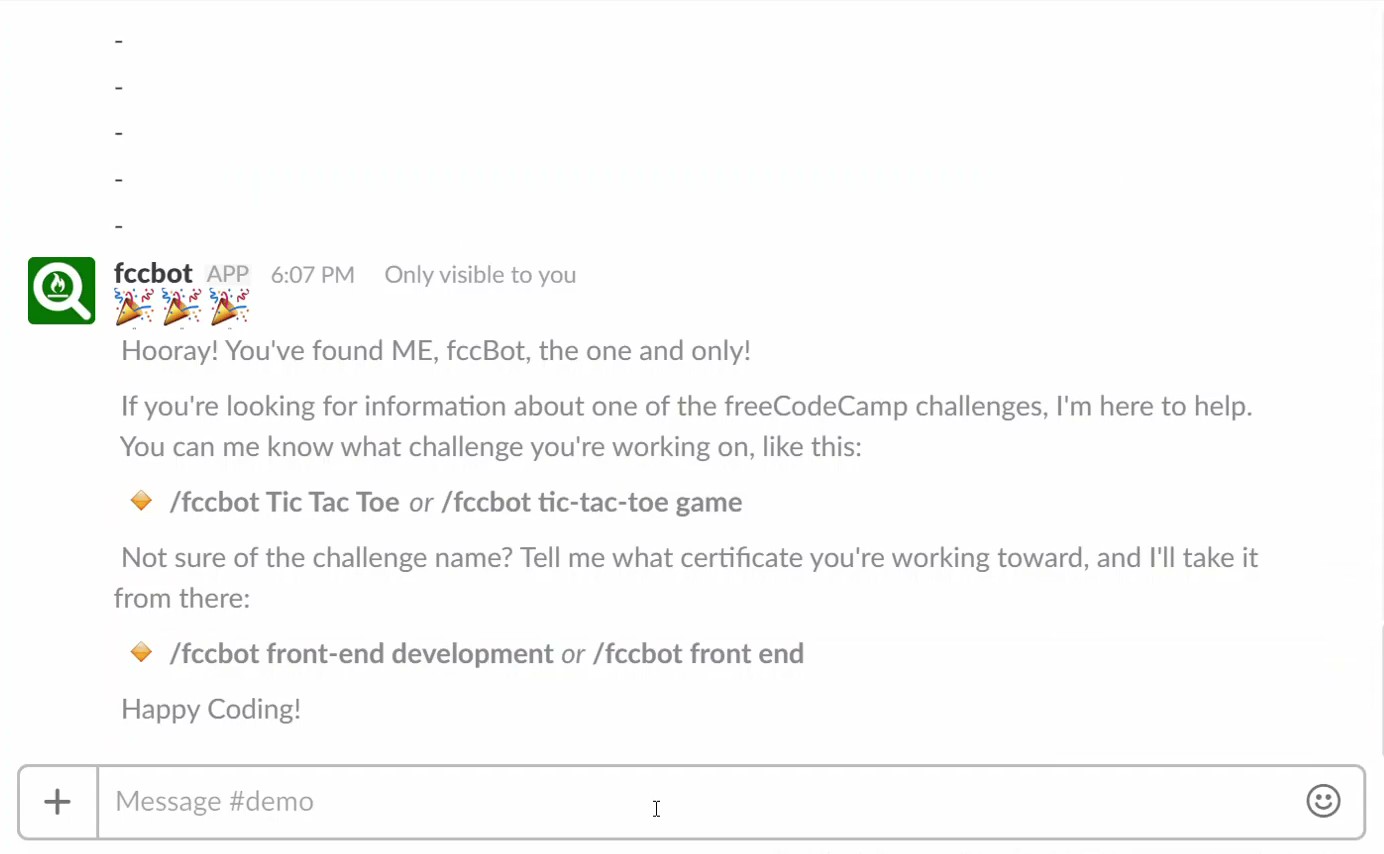 -
-
-
-
-
fccbot APP 6:07 PM Only visible to you
Hooray! You've found ME, fccBot, the one and only!
If you're looking for information about one of the freeCodeCamp challenges, I'm here to help.
You can me know what challenge you're working on, like this:
/fccbot Tic Tac Toe or /fccbot tic-tac-toe game
Not sure of the challenge name? Tell me what certificate you're working toward, and I'll take it
from there:
/fccbot front-end development or /fccbot front end
Happy Coding!
Message #demo